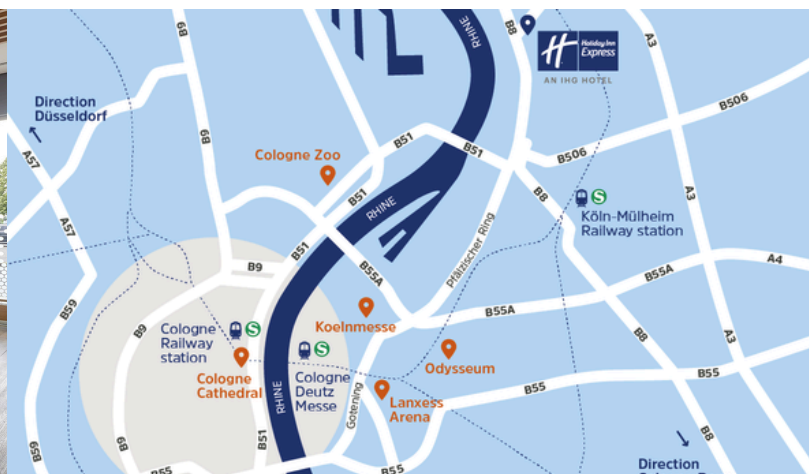 RHINE
B8
Holiday Inn
Express
AN IHG HOTEL
A3
B9
Direction
Düsseldorf
A57
B9
B506
B51
B51
B506
Cologne Zoo
B51
B8
A3
RHINE
Köln-Mülheim
Railway station
A57
Pfälzischer Ring
B51
B9
B55A
B55A
A4
B59
B9
Koelnmesse
B55A
Cologne
Railway
station
B8
A3
Cologne
Cathedral
Cologne
Deutz
Messe
Odysseum
RHINE
Gotening
Lanxess
Arena
B55
B55
B59
B9
B51
B8
B55
B55
Direction